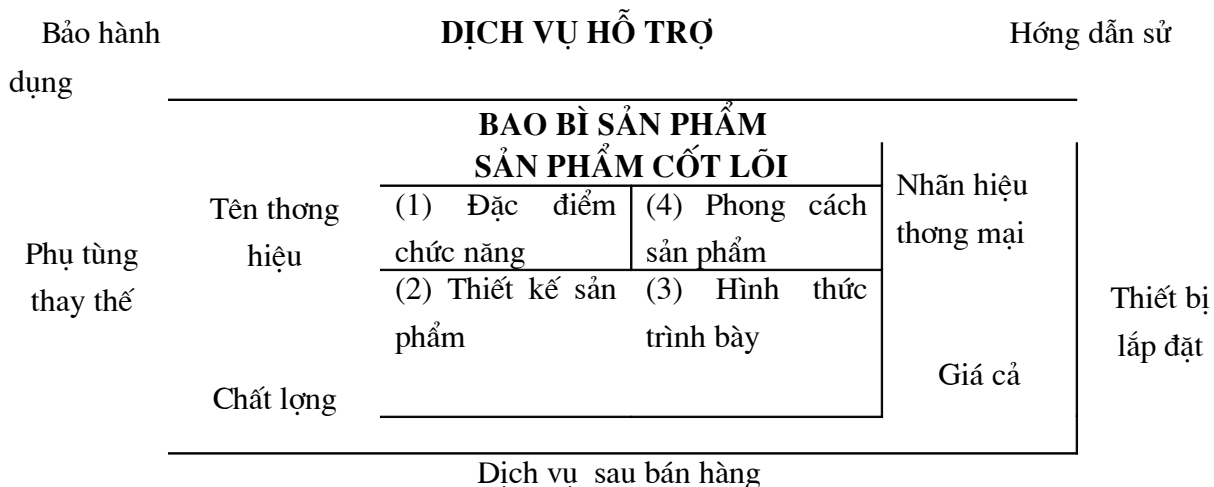 Bảo hành DỊCH VỤ HỖ TRỢ Hớng dẫn sử
dụng
BAO BÌ SẢN PHẨM
SẢN PHẨM CỐT LÕI
Phụ tùng
thay thế
Tên thơng
hiệu
Chất lợng
(1) Đặc điểm
chức năng
(4) Phong cách
sản phẩm
(2) Thiết kế sản
phẩm
(3) Hình thức
trình bày
Nhãn hiệu
thơng mại
Giá cả
Thiết bị
lắp đặt
Dịch vụ sau bán hàng